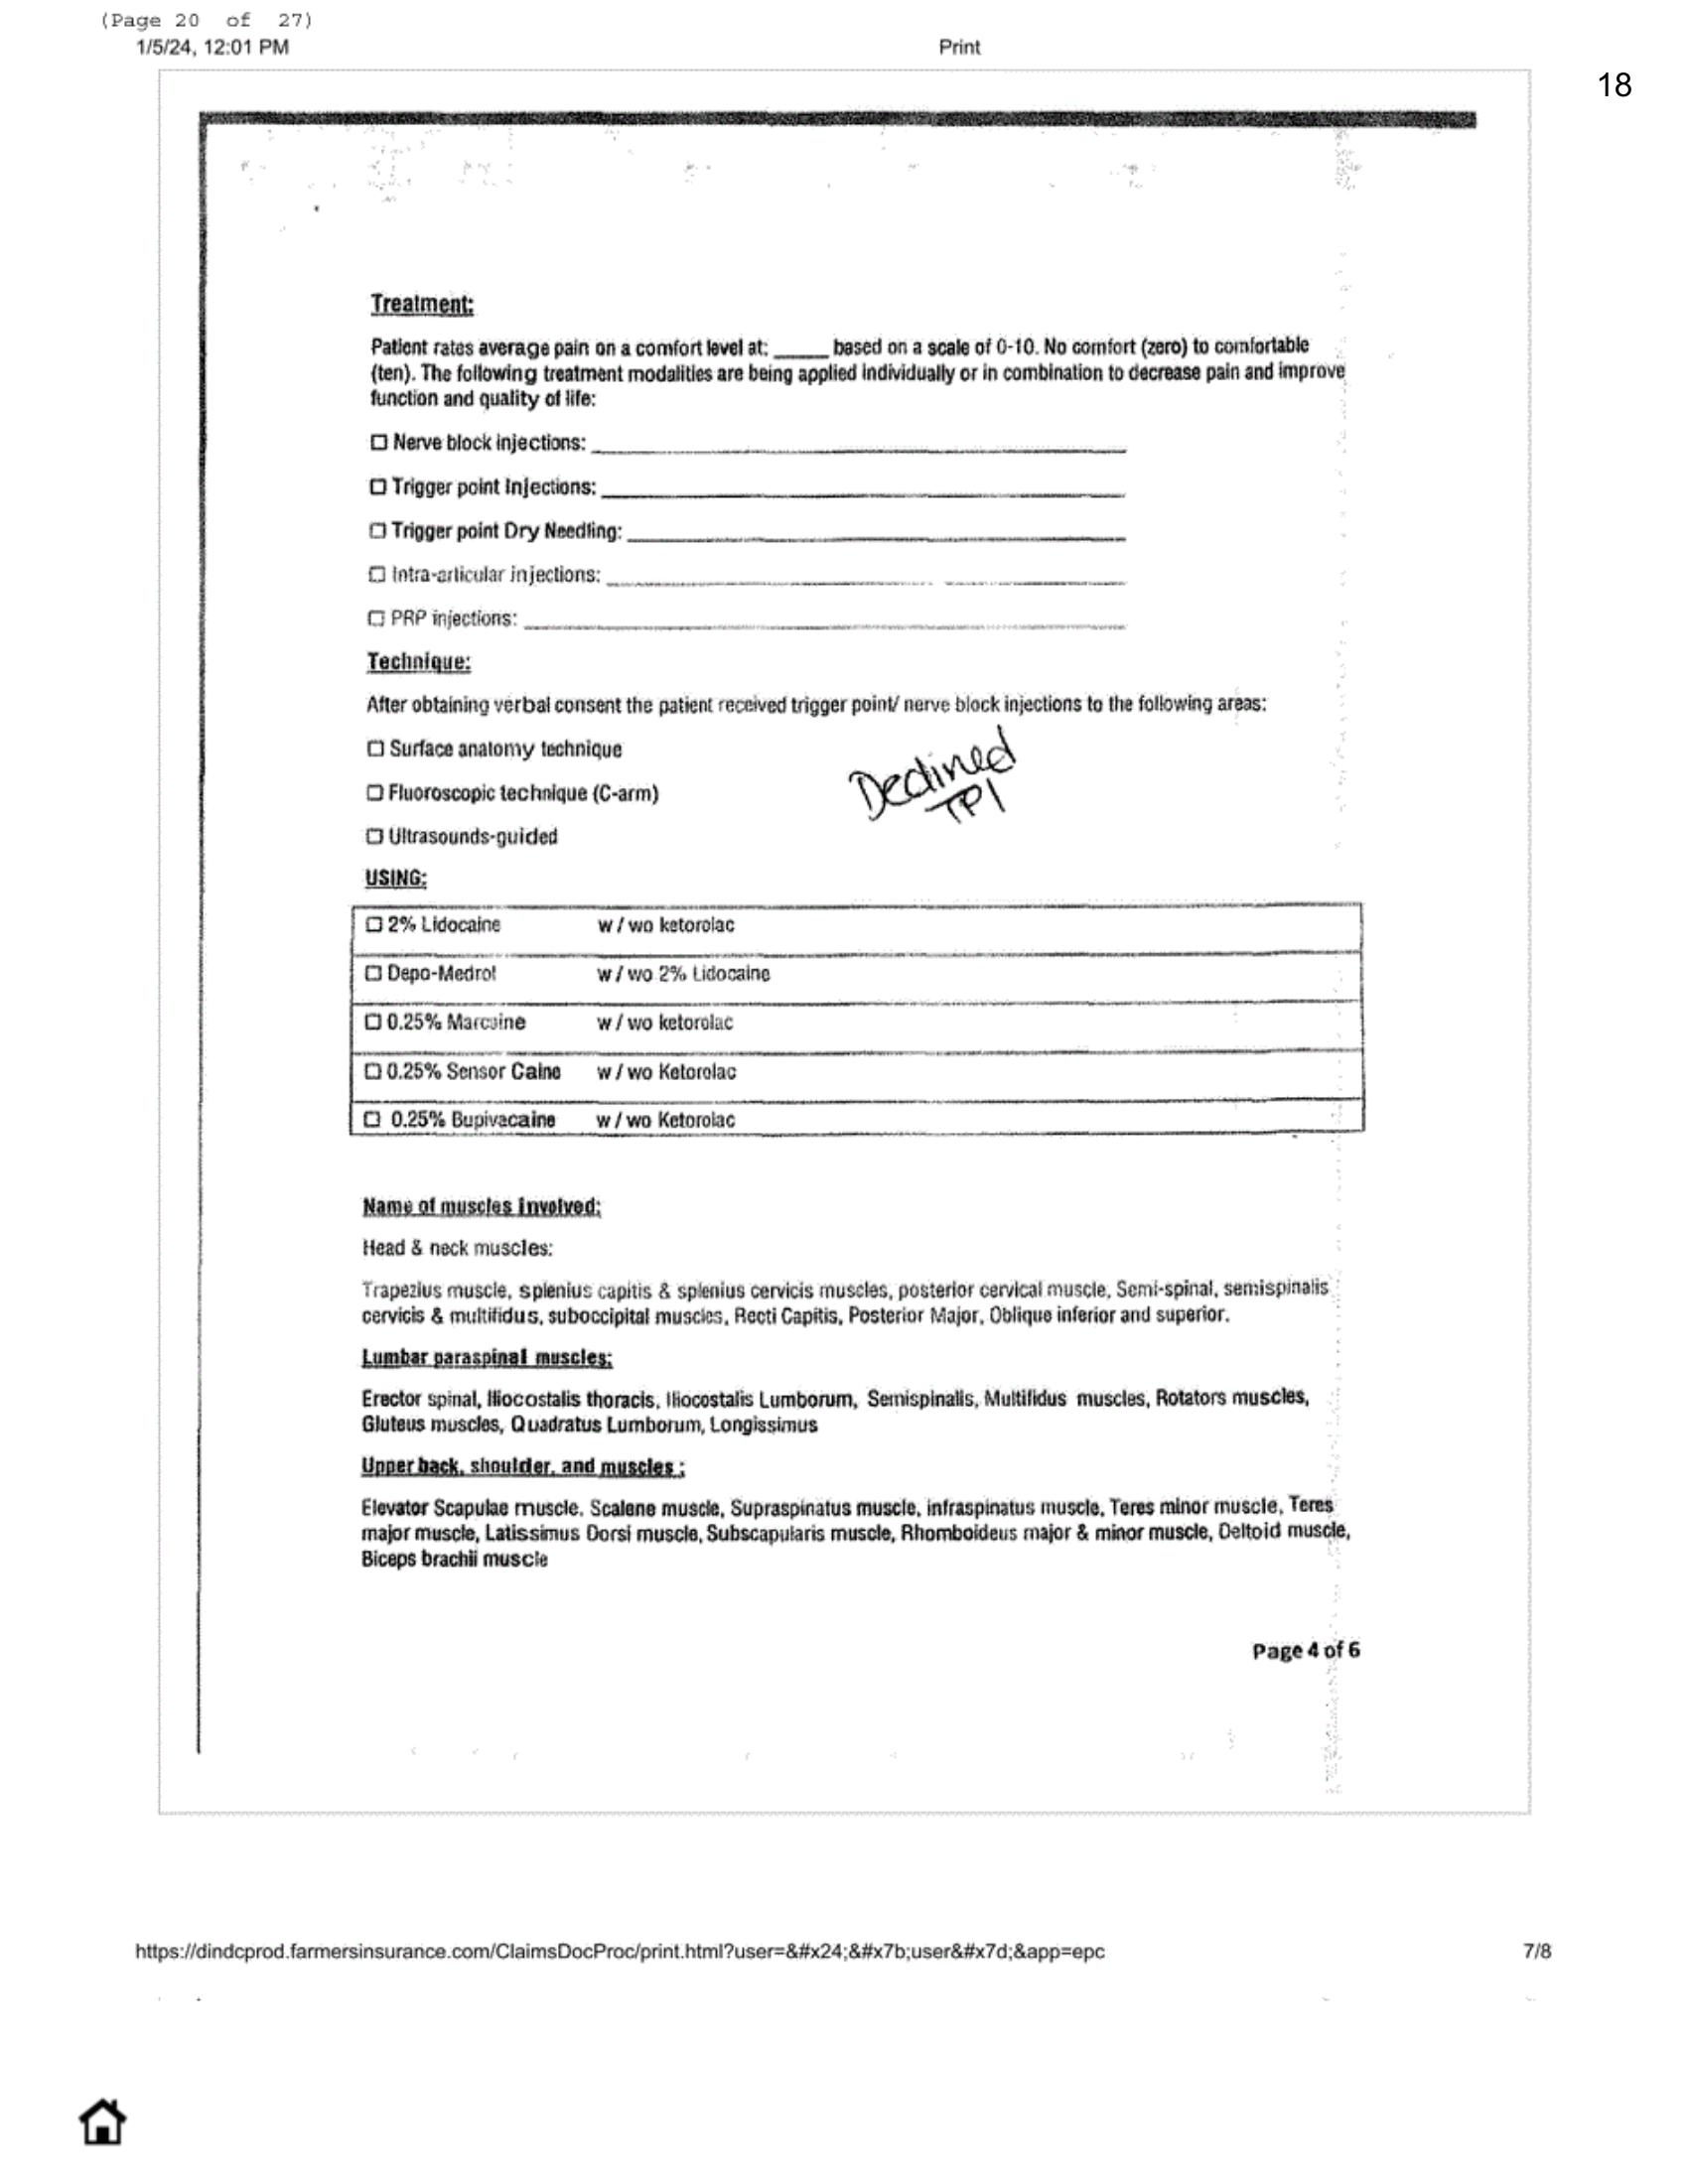 (Page 20 of 27)
1/5/24, 12:01 PM
Print
18
Treatment:
Patient rates average pain on a comfort level at: _____ based on a scale of 0-10. No comfort (zero) to comfortable
(ten). The following treatment modalities are being applied individually or in combination to decrease pain and improve
function and quality of life:
☐ Nerve block injections: ____________________
☐ Trigger point Injections: ____________________
☐ Trigger point Dry Needling: ____________________
☐ Intra-articular injections: ____________________
☐ PRP injections: ____________________
Technique:
After obtaining verbal consent the patient received trigger point/ nerve block injections to the following areas:
☐ Surface anatomy technique
☐ Fluoroscopic technique (C-arm)
Declined
TPI
☐ Ultrasounds-guided
USING:
☐ 2% Lidocaine w / wo ketorolac
☐ Depo-Medrol w / wo 2% Lidocaine
☐ 0.25% Marcaine w / wo ketorolac
☐ 0.25% Sensor Caine w / wo Ketorolac
☐ 0.25% Bupivacaine w / wo Ketorolac
Name of muscles involved:
Head & neck muscles:
Trapezius muscle, splenius capitis & splenius cervicis muscles, posterior cervical muscle, Semi-spinal, semispinalis
cervicis & multifidus, suboccipital muscles, Recti Capitis, Posterior Major, Oblique inferior and superior.
Lumbar paraspinal muscles:
Erector spinal, Iliocostalis thoracis, Iliocostalis Lumborum, Semispinalis, Multifidus muscles, Rotators muscles,
Gluteus muscles, Quadratus Lumborum, Longissimus
Upper back, shoulder, and muscles :
Elevator Scapulae muscle, Scalene muscle, Supraspinatus muscle, infraspinatus muscle, Teres minor muscle, Teres
major muscle, Latissimus Dorsi muscle, Subscapularis muscle, Rhomboideus major & minor muscle, Deltoid muscle,
Biceps brachii muscle
Page 4 of 6
https://dindcprod.farmersinsurance.com/ClaimsDocProc/print.html?user=&#x24;&#x7b;user&#x7d;&app=epc
7/8